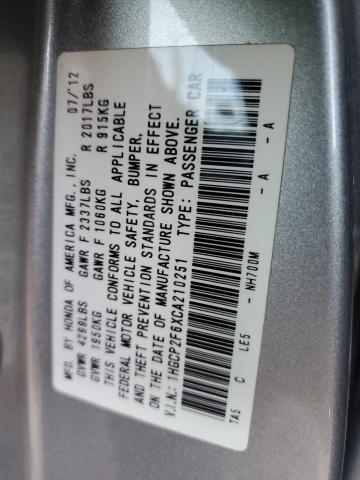 MFD. BY HONDA OF AMERICA MFG., INC. 07/'12
GVWR 4299LBS GAWR F 2337LBS R 2017LBS
GVWR 1950KG GAWR F 1060KG R 915KG
THIS VEHICLE CONFORMS TO ALL APPLICABLE
FEDERAL MOTOR VEHICLE SAFETY, BUMPER,
AND THEFT PREVENTION STANDARDS IN EFFECT
ON THE DATE OF MANUFACTURE SHOWN ABOVE.
V.I.N.: 1HGCP2F6XCA210251 TYPE: PASSENGER CAR
TA5 C LE5 - NH700M - A - A